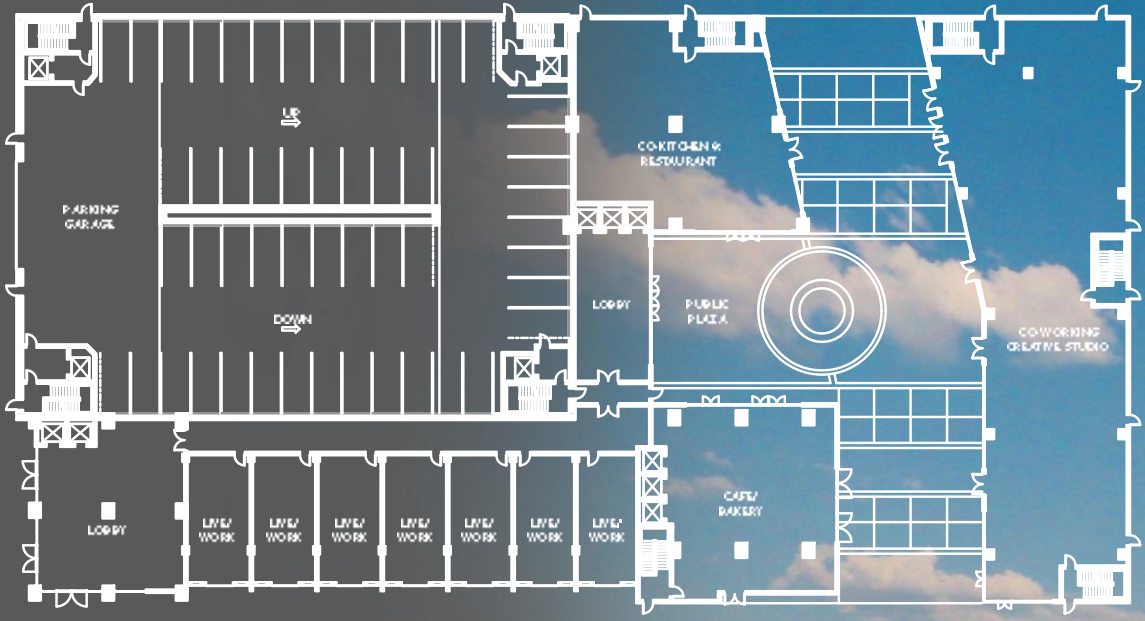 UP
PARKING
GARAGE
DOWN
CO-KITCHEN &
RESTAURANT
LOBBY
PUBLIC
PLAZA
CO WORKING
CREATIVE STUDIO
LOBBY
LIVE/
WORK
LIVE/
WORK
LIVE/
WORK
LIVE/
WORK
LIVE/
WORK
LIVE/
WORK
LIVE/
WORK
CAFE/
BAKERY